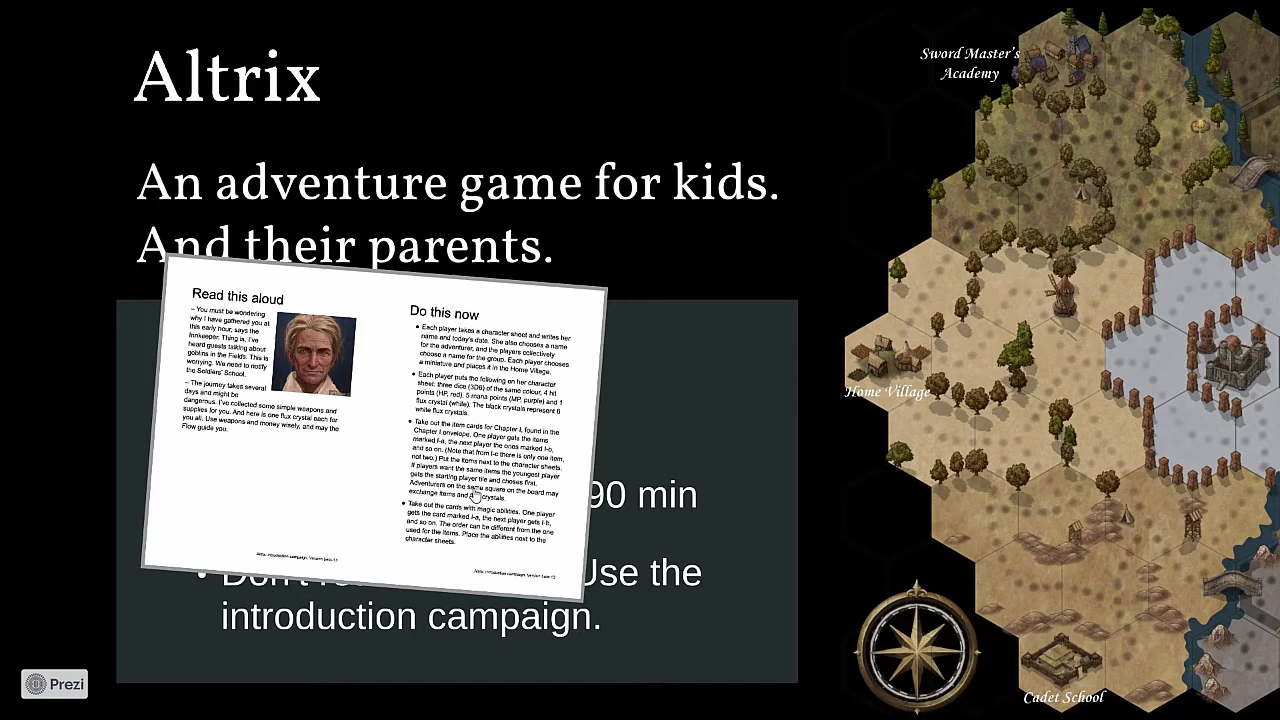 Altrix
An adventure game for kids.
And their parents.
Sword Master's
Academy
Home Village
Cadet School
Read this aloud
– You must be wondering
why I have gathered you at
this early hour, says the
Innkeeper. Thing is, I've
heard guests talking about
goblins in the Fields. This is
worrying. We need to notify
the Soldiers' School.
– The journey takes several
days and might be
dangerous. I've collected some simple weapons and
supplies for you. And here is one flux crystal each for
you all. Use weapons and money wisely, and may the
Flow guide you.
Do this now
• Each player takes a character sheet and writes her
name and today's date. She also chooses a name
for the adventurer, and the players collectively
choose a name for the group. Each player chooses
a miniature and places it in the Home Village.
• Each player puts the following on her character
sheet: three dice (3D6) of the same colour, 4 hit
points (HP, red), 5 mana points (MP, purple) and 1
flux crystal (white). The black crystals represent 6
white flux crystals.
• Take out the item cards for Chapter I, found in the
Chapter I envelope. One player gets the items
marked I-a, the next player the ones marked I-b,
and so on. (Note that from I-c there is only one item,
not two.) Put the items next to the character sheets.
If players want the same items the youngest player
gets the starting player tile and choses first.
Adventurers on the same square on the board may
exchange items and crystals.
• Take out the cards with magic abilities. One player
gets the card marked I-a, the next player gets I-b,
and so on. The order can be different from the one
used for the items. Place the abilities next to the
character sheets.
Altrix, introduction campaign. Version beta 13
Altrix, introduction campaign. Version beta 13
90 min
• Don't Use the
introduction campaign.
Prezi